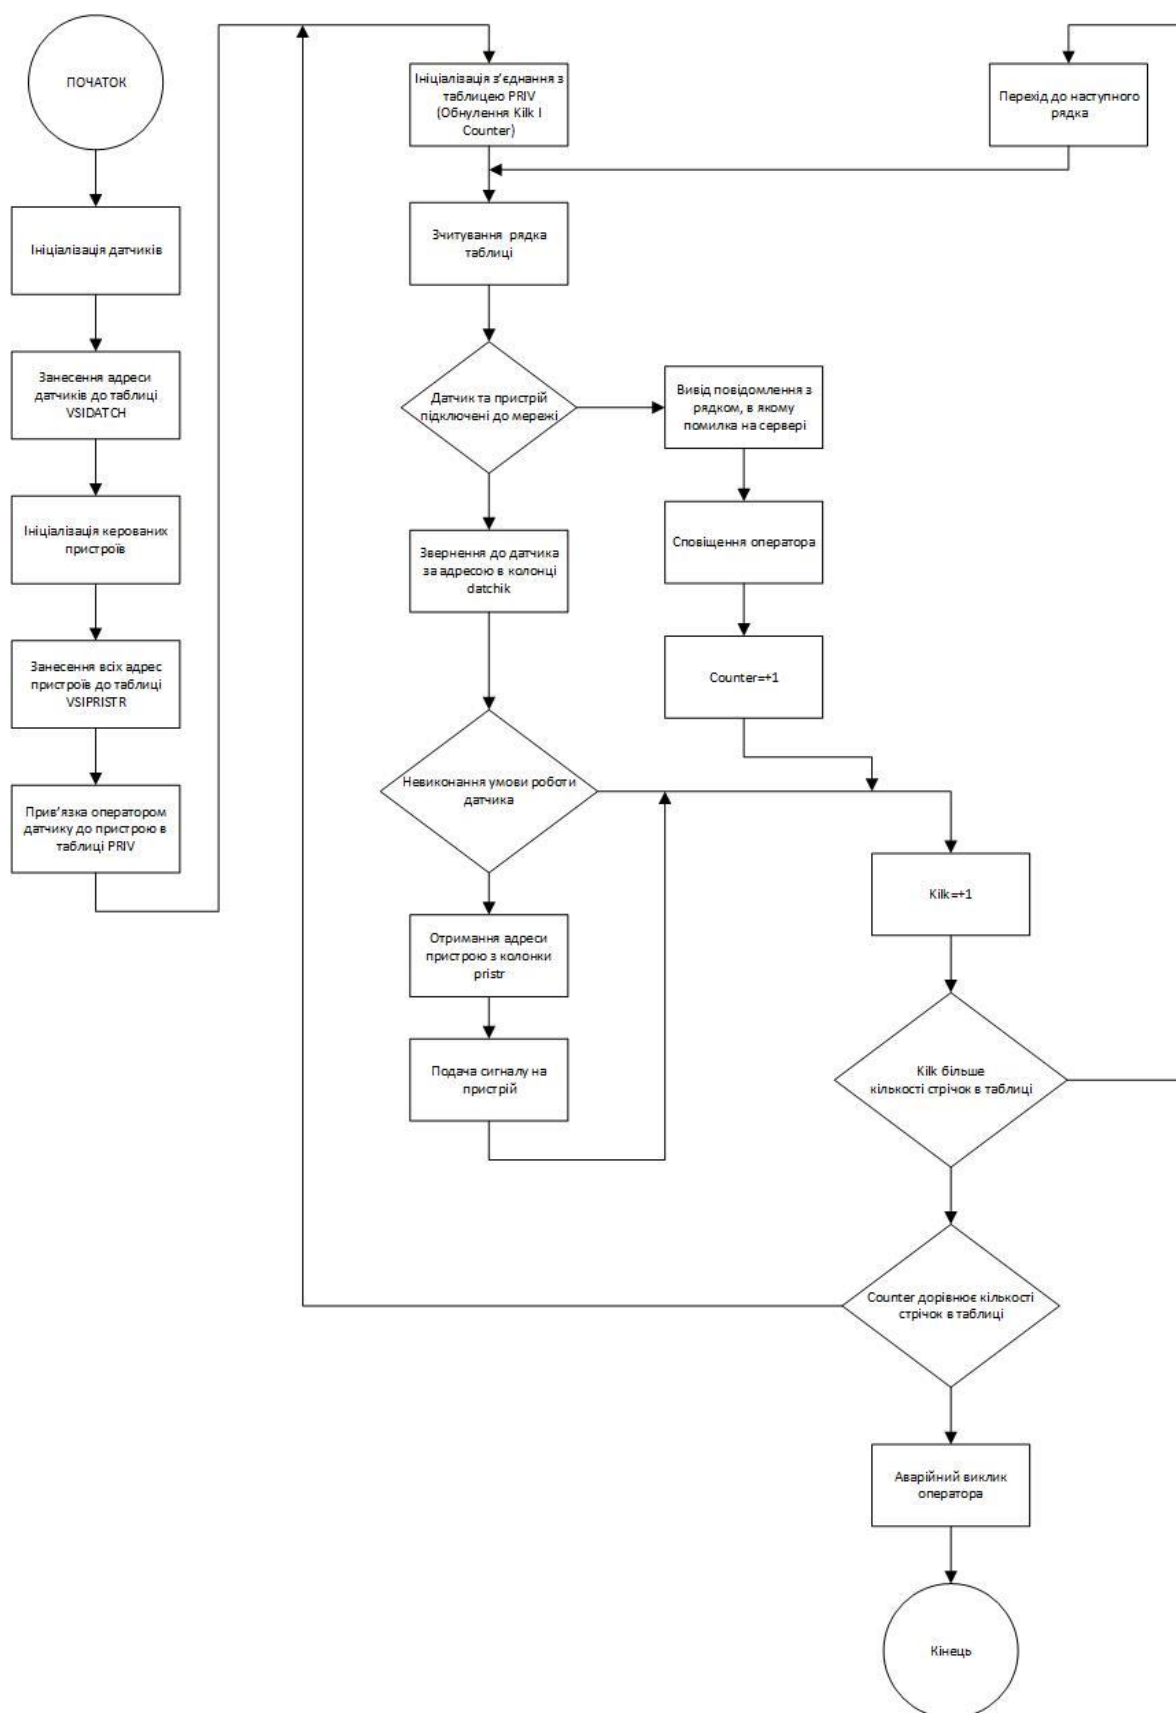 ПОЧАТОК
Ініціалізація датчиків
Занесення адреси
датчиків до таблиці
VSIDATCH
Ініціалізація керованих
пристроїв
Занесення всіх адрес
пристроїв до таблиці
VSIPRISTR
Прив’язка оператором
датчику до пристрою в
таблиці PRIV
Ініціалізація з’єднання з
таблицею PRIV
(Обнулення Kilk І
Counter)
Зчитування рядка
таблиці
Датчик та пристрій
підключені до мережі
Звернення до датчика
за адресою в колонці
datchik
Невиконання умови роботи
датчика
Отримання адреси
пристрою з колонки
pristr
Подача сигналу на
пристрій
Вивід повідомлення з
рядком, в якому
помилка на сервері
Сповіщення оператора
Counter=+1
Перехід до наступного
рядка
Kilk=+1
Kilk більше
кількості стрічок в таблиці
Counter дорівнює кількості
стрічок в таблиці
Аварійний виклик
оператора
Кінець